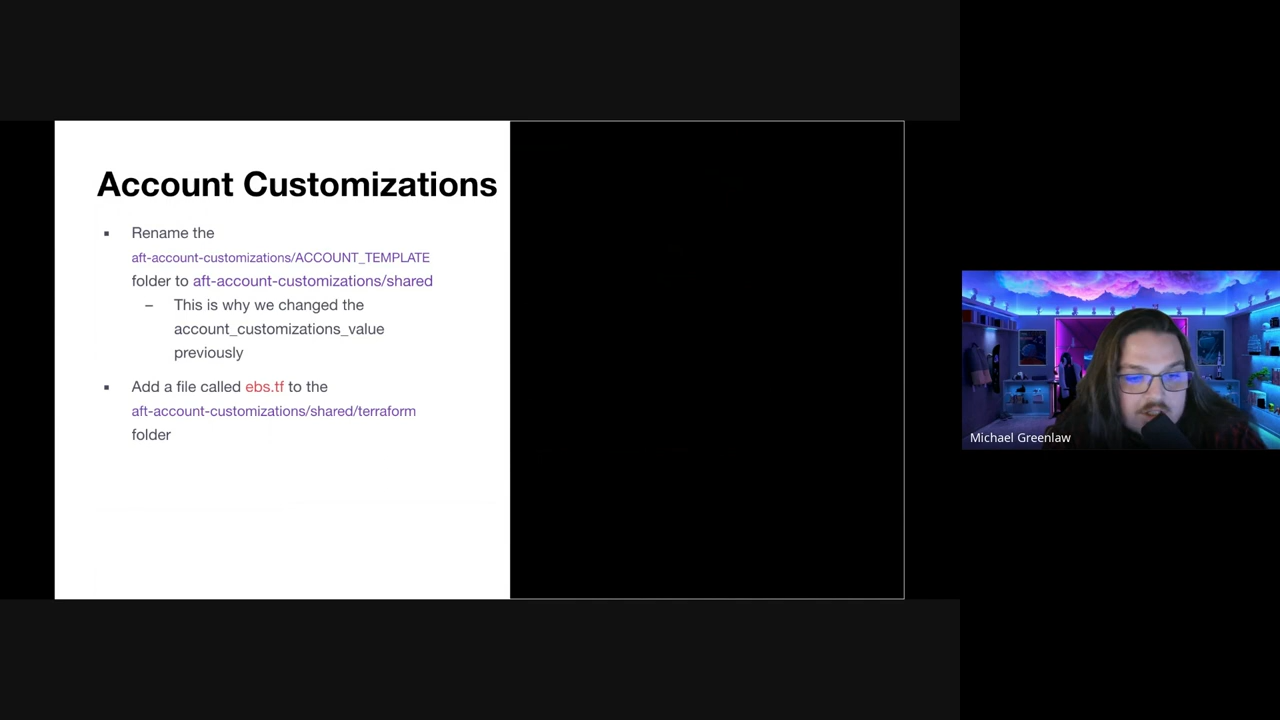 Account Customizations
▪ Rename the
aft-account-customizations/ACCOUNT_TEMPLATE
folder to aft-account-customizations/shared
– This is why we changed the
account_customizations_value
previously
▪ Add a file called ebs.tf to the
aft-account-customizations/shared/terraform
folder
Michael Greenlaw